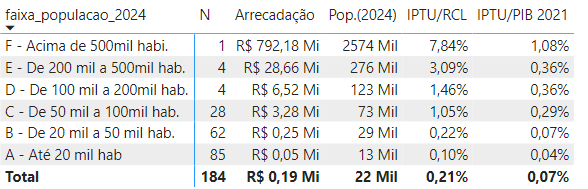 faixa_populacao_2024 N Arrecadação Pop.(2024) IPTU/RCL IPTU/PIB 2021
F - Acima de 500mil habi. 1 R$ 792,18 Mi 2574 Mil 7,84% 1,08%
E - De 200 mil a 500mil hab. 4 R$ 28,66 Mi 276 Mil 3,09% 0,36%
D - De 100 mil a 200mil hab. 4 R$ 6,52 Mi 123 Mil 1,46% 0,36%
C - De 50 mil a 100mil hab. 28 R$ 3,28 Mi 73 Mil 1,05% 0,29%
B - De 20 mil a 50 mil hab. 62 R$ 0,25 Mi 29 Mil 0,22% 0,07%
A - Até 20 mil hab 85 R$ 0,05 Mi 13 Mil 0,10% 0,04%
Total 184 R$ 0,19 Mi 22 Mil 0,21% 0,07%